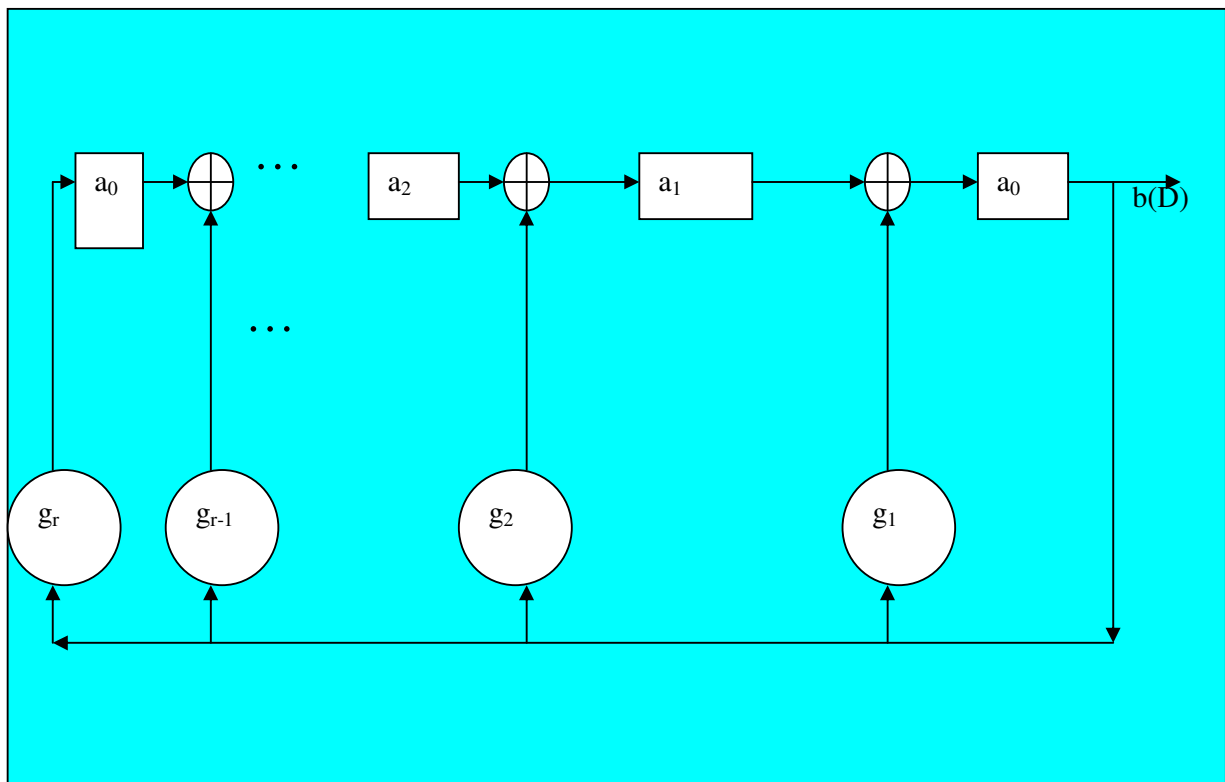 …
a₀
a₂
a₁
a₀
b(D)
…
gᵣ
gᵣ₋₁
g₂
g₁